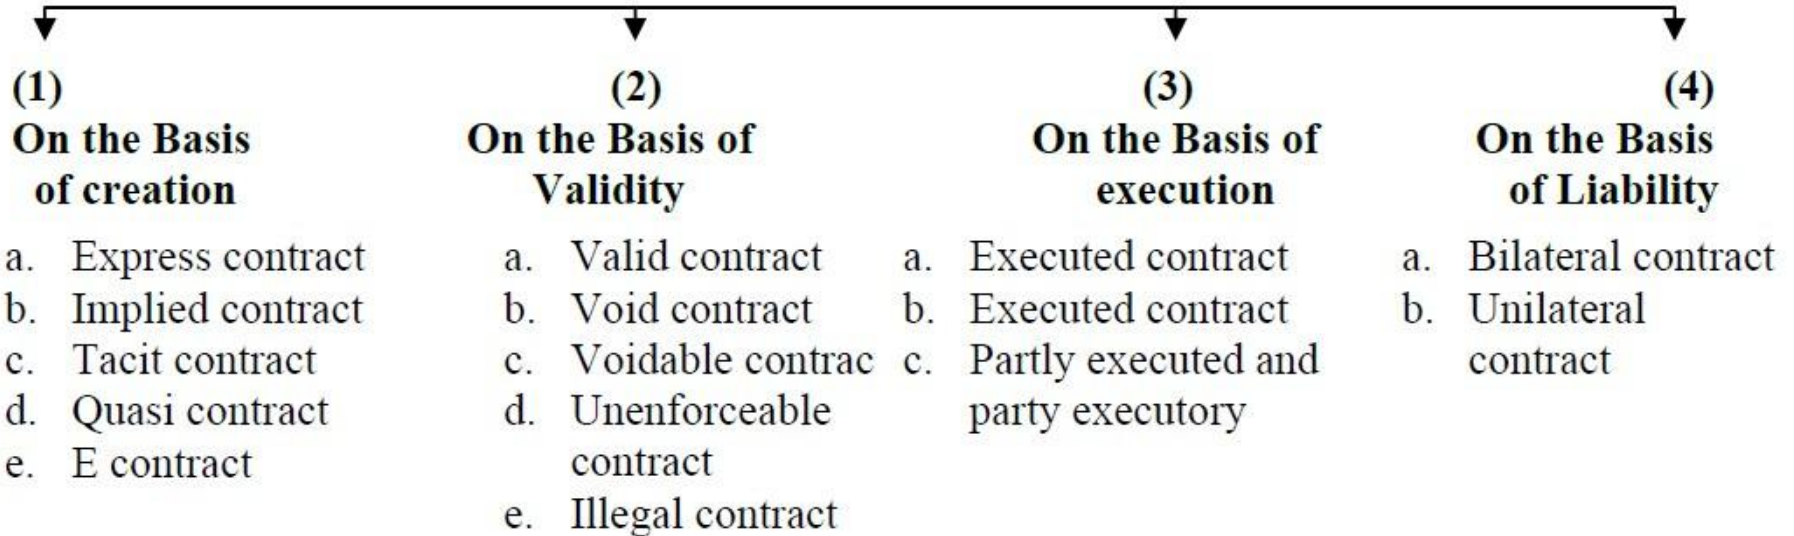 (1)
On the Basis
of creation
a. Express contract
b. Implied contract
c. Tacit contract
d. Quasi contract
e. E contract
(2)
On the Basis of
Validity
a. Valid contract
b. Void contract
c. Voidable contrac
d. Unenforceable
contract
e. Illegal contract
(3)
On the Basis of
execution
a. Executed contract
b. Executed contract
c. Partly executed and
party executory
(4)
On the Basis
of Liability
a. Bilateral contract
b. Unilateral
contract